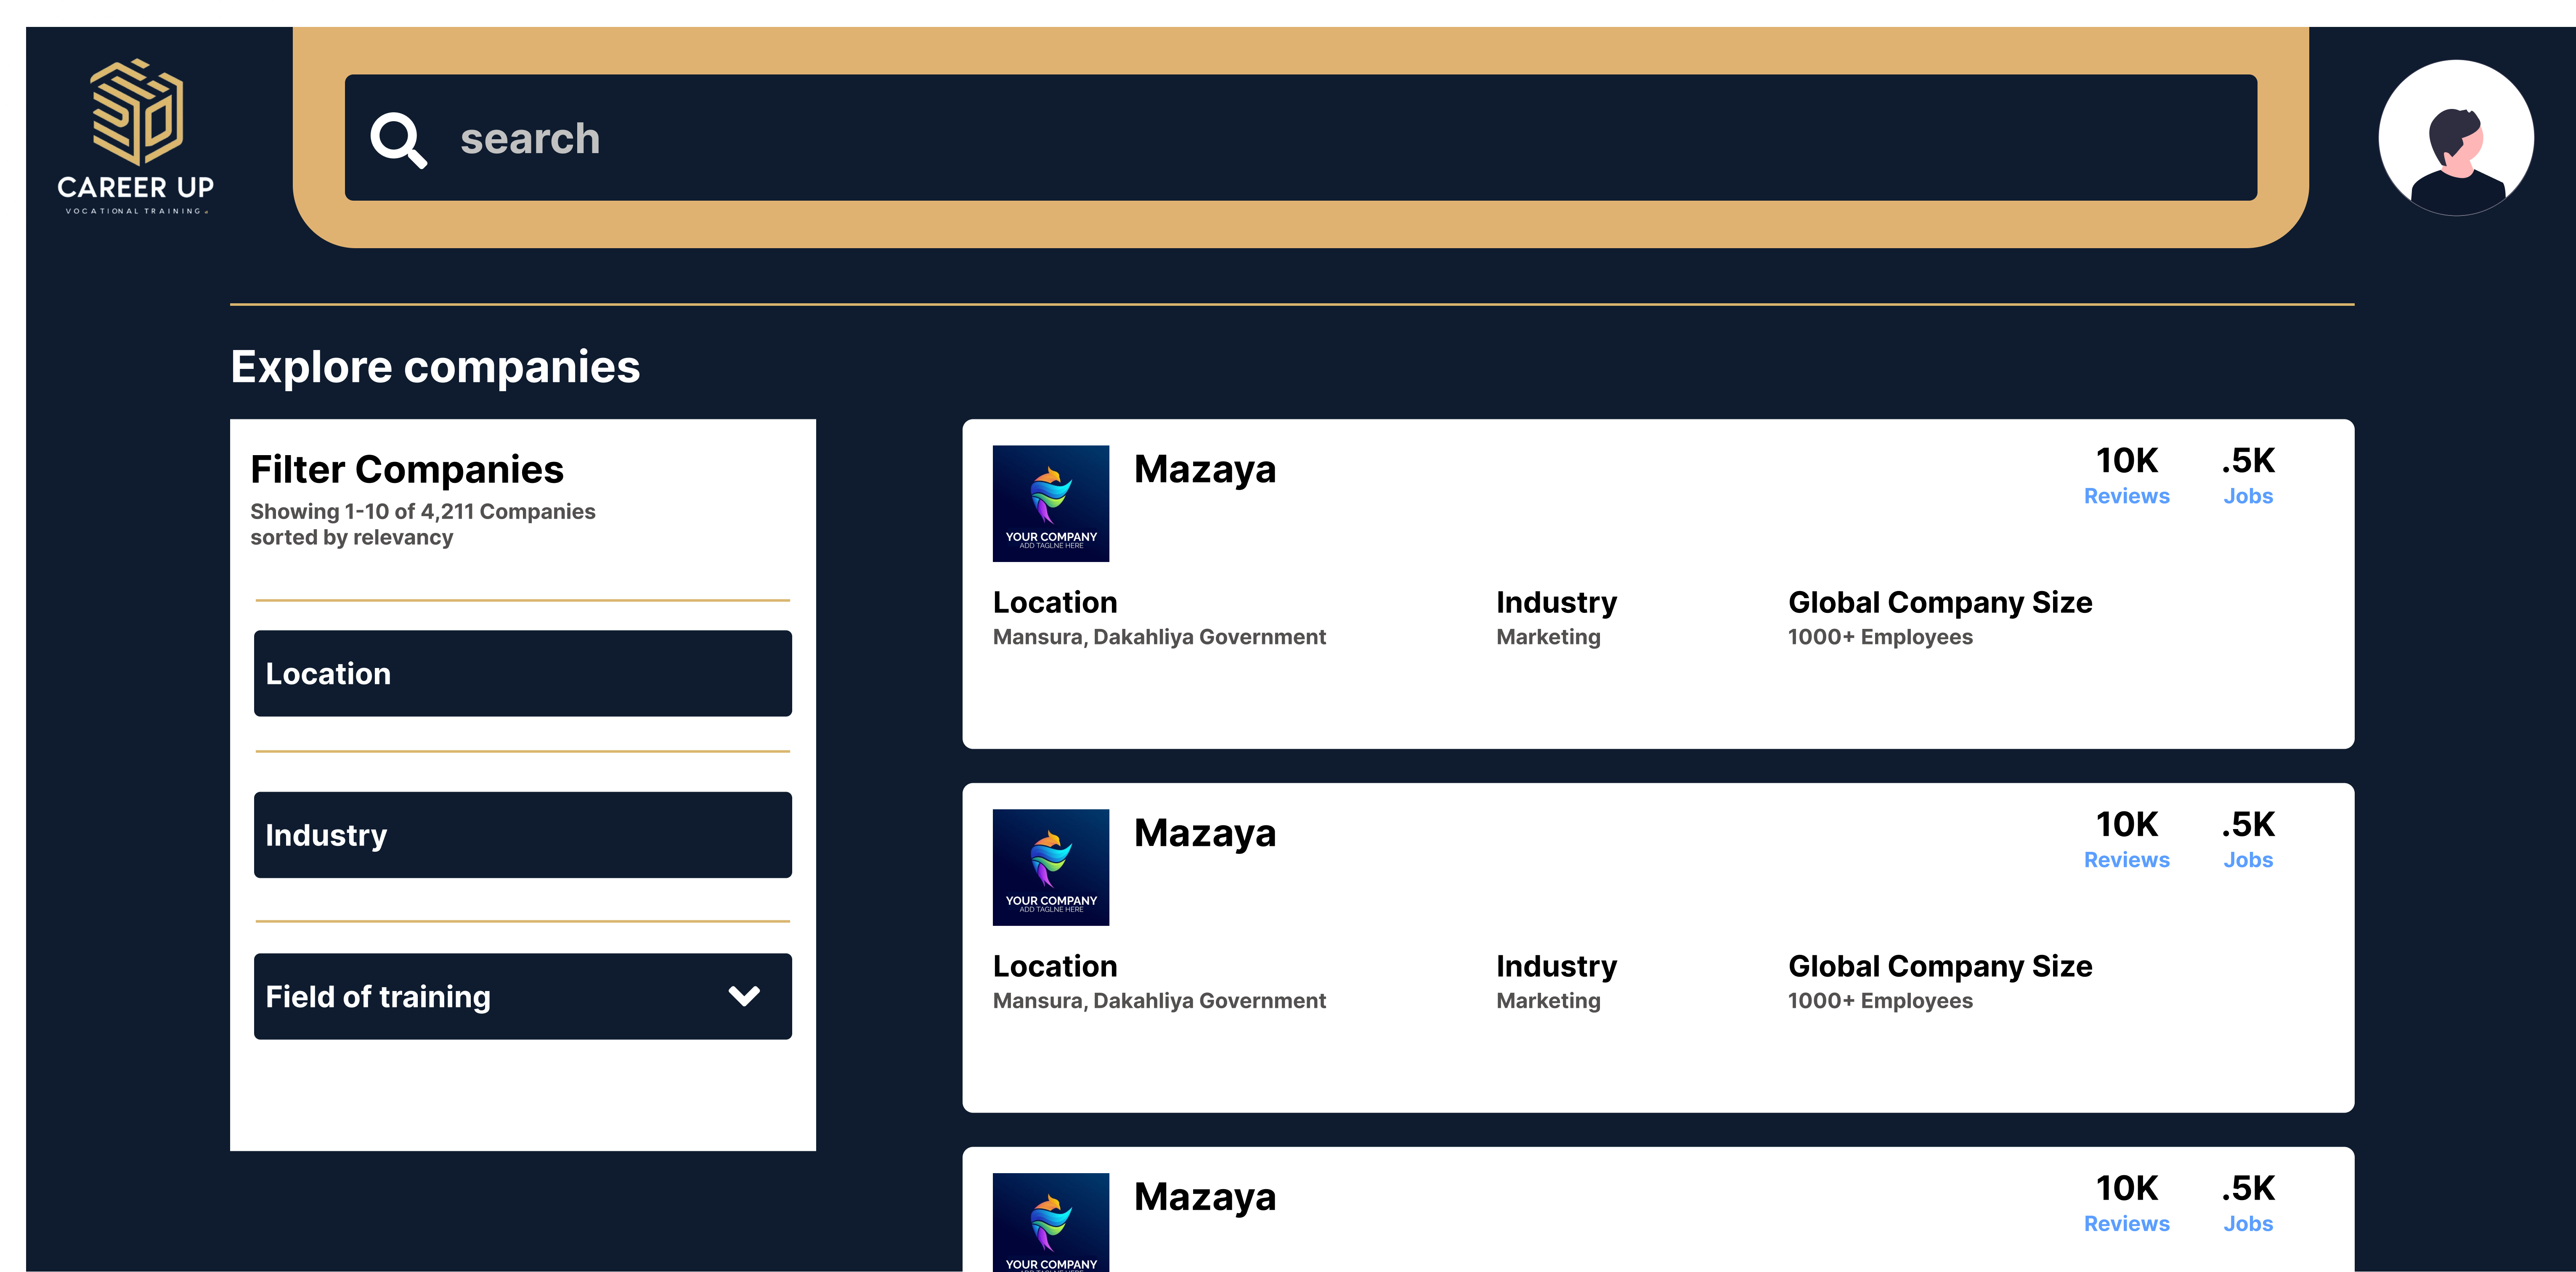 CAREER UP
VOCATIONAL TRAINING
search
Explore companies
Filter Companies
Showing 1-10 of 4,211 Companies
sorted by relevancy
Location
Industry
Field of training
YOUR COMPANY
ADD TAGLNE HERE
Mazaya
10K
Reviews
.5K
Jobs
Location
Mansura, Dakahliya Government
Industry
Marketing
Global Company Size
1000+ Employees
YOUR COMPANY
ADD TAGLNE HERE
Mazaya
10K
Reviews
.5K
Jobs
Location
Mansura, Dakahliya Government
Industry
Marketing
Global Company Size
1000+ Employees
YOUR COMPANY
Mazaya
10K
Reviews
.5K
Jobs